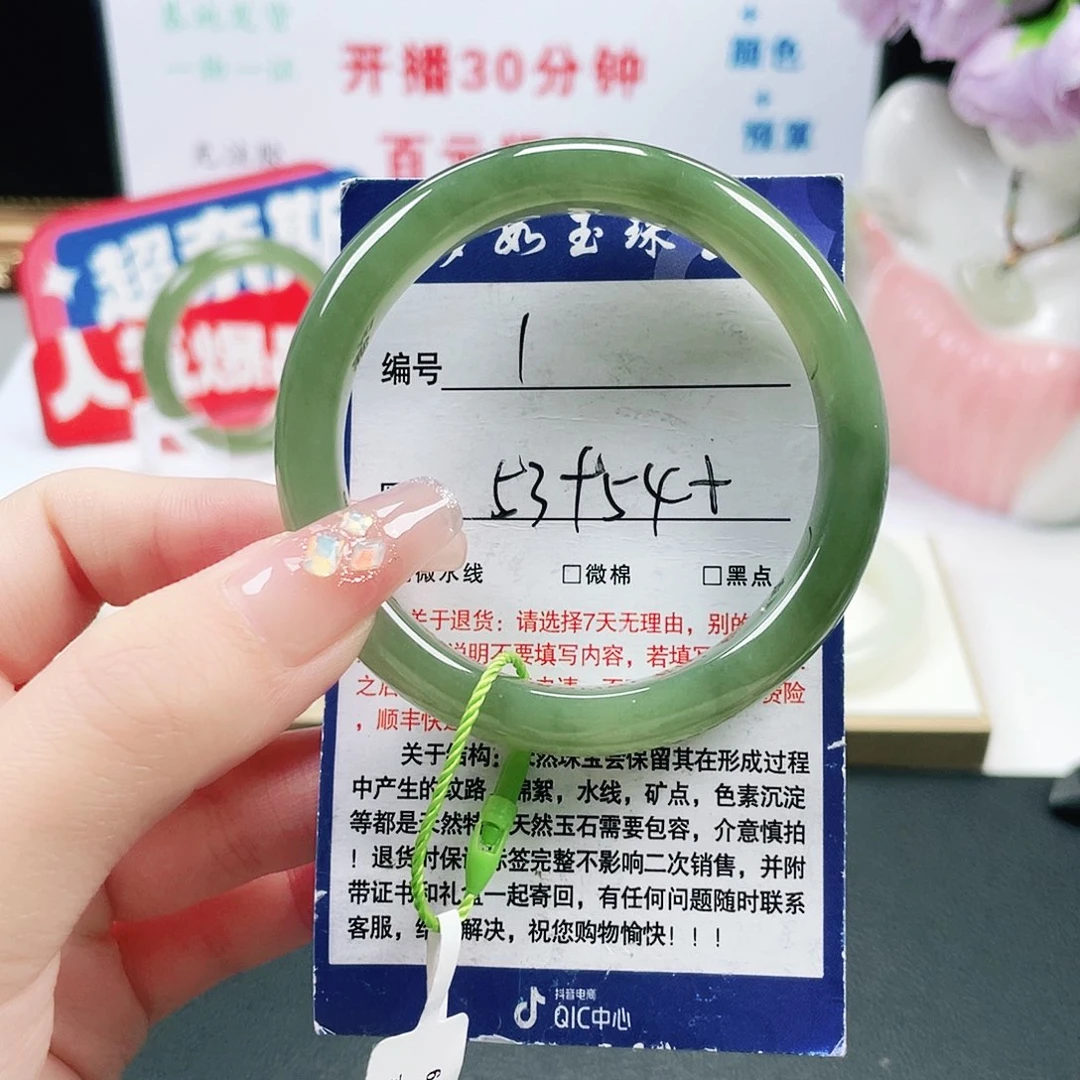 开播30分钟
颜色
百元
如玉珠
编号 1
53+54+
微水线 □微棉 □黑点
关于退货：请选择7天无理由，别的
说明不要填写内容，若填写
之后
费险
，顺丰快
关于结构：天然珠宝会保留其在形成过程
中产生的纹路，棉絮，水线，矿点，色素沉淀
等都是天然特 天然玉石需要包容，介意慎拍
！退货时保 标签完整不影响二次销售，并附
带证书和礼盒一起寄回，有任何问题随时联系
客服，给 解决，祝您购物愉快！！！
抖音电商
QIC中心